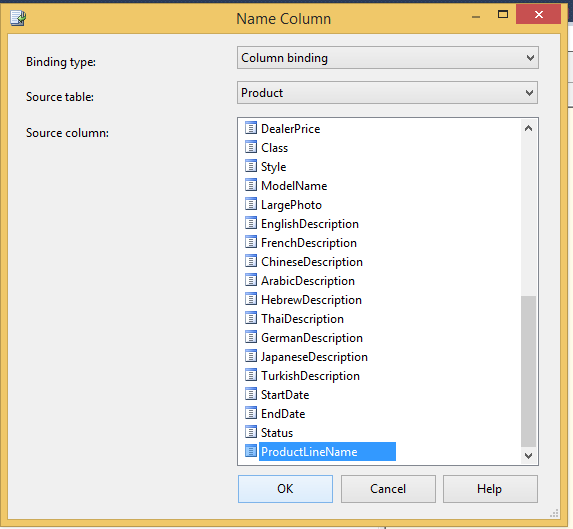 Name Column
Binding type:
Column binding
Source table:
Product
Source column:
DealerPrice
Class
Style
ModelName
LargePhoto
EnglishDescription
FrenchDescription
ChineseDescription
ArabicDescription
HebrewDescription
ThaiDescription
GermanDescription
JapaneseDescription
TurkishDescription
StartDate
EndDate
Status
ProductLineName
OK Cancel Help